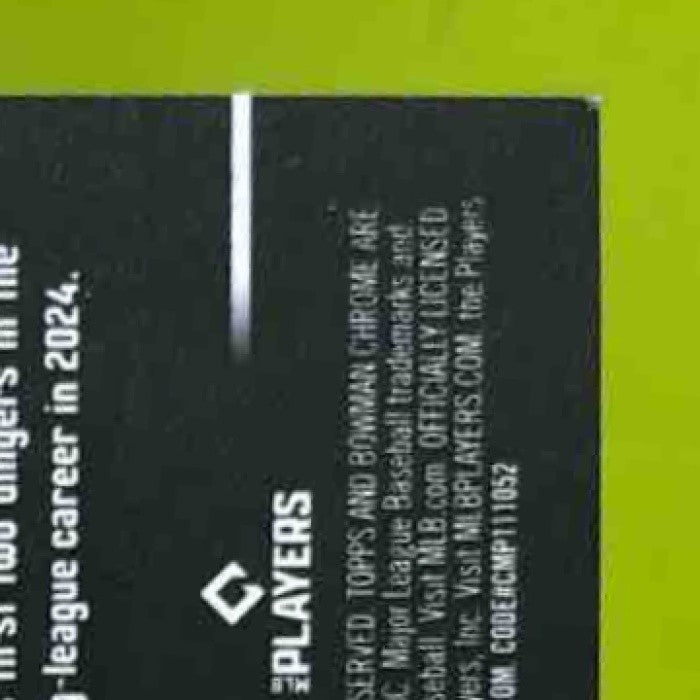 first two dingers in the
-league career in 2024.
PLAYERS
SERVED. TOPPS AND BOWMAN CHROME ARE
C. Major League Baseball trademarks and
seball. Visit MLB.com. OFFICIALLY LICENSED
ers, Inc. Visit MLBPLAYERS.COM, the Players
OM. CODE#CMP111052